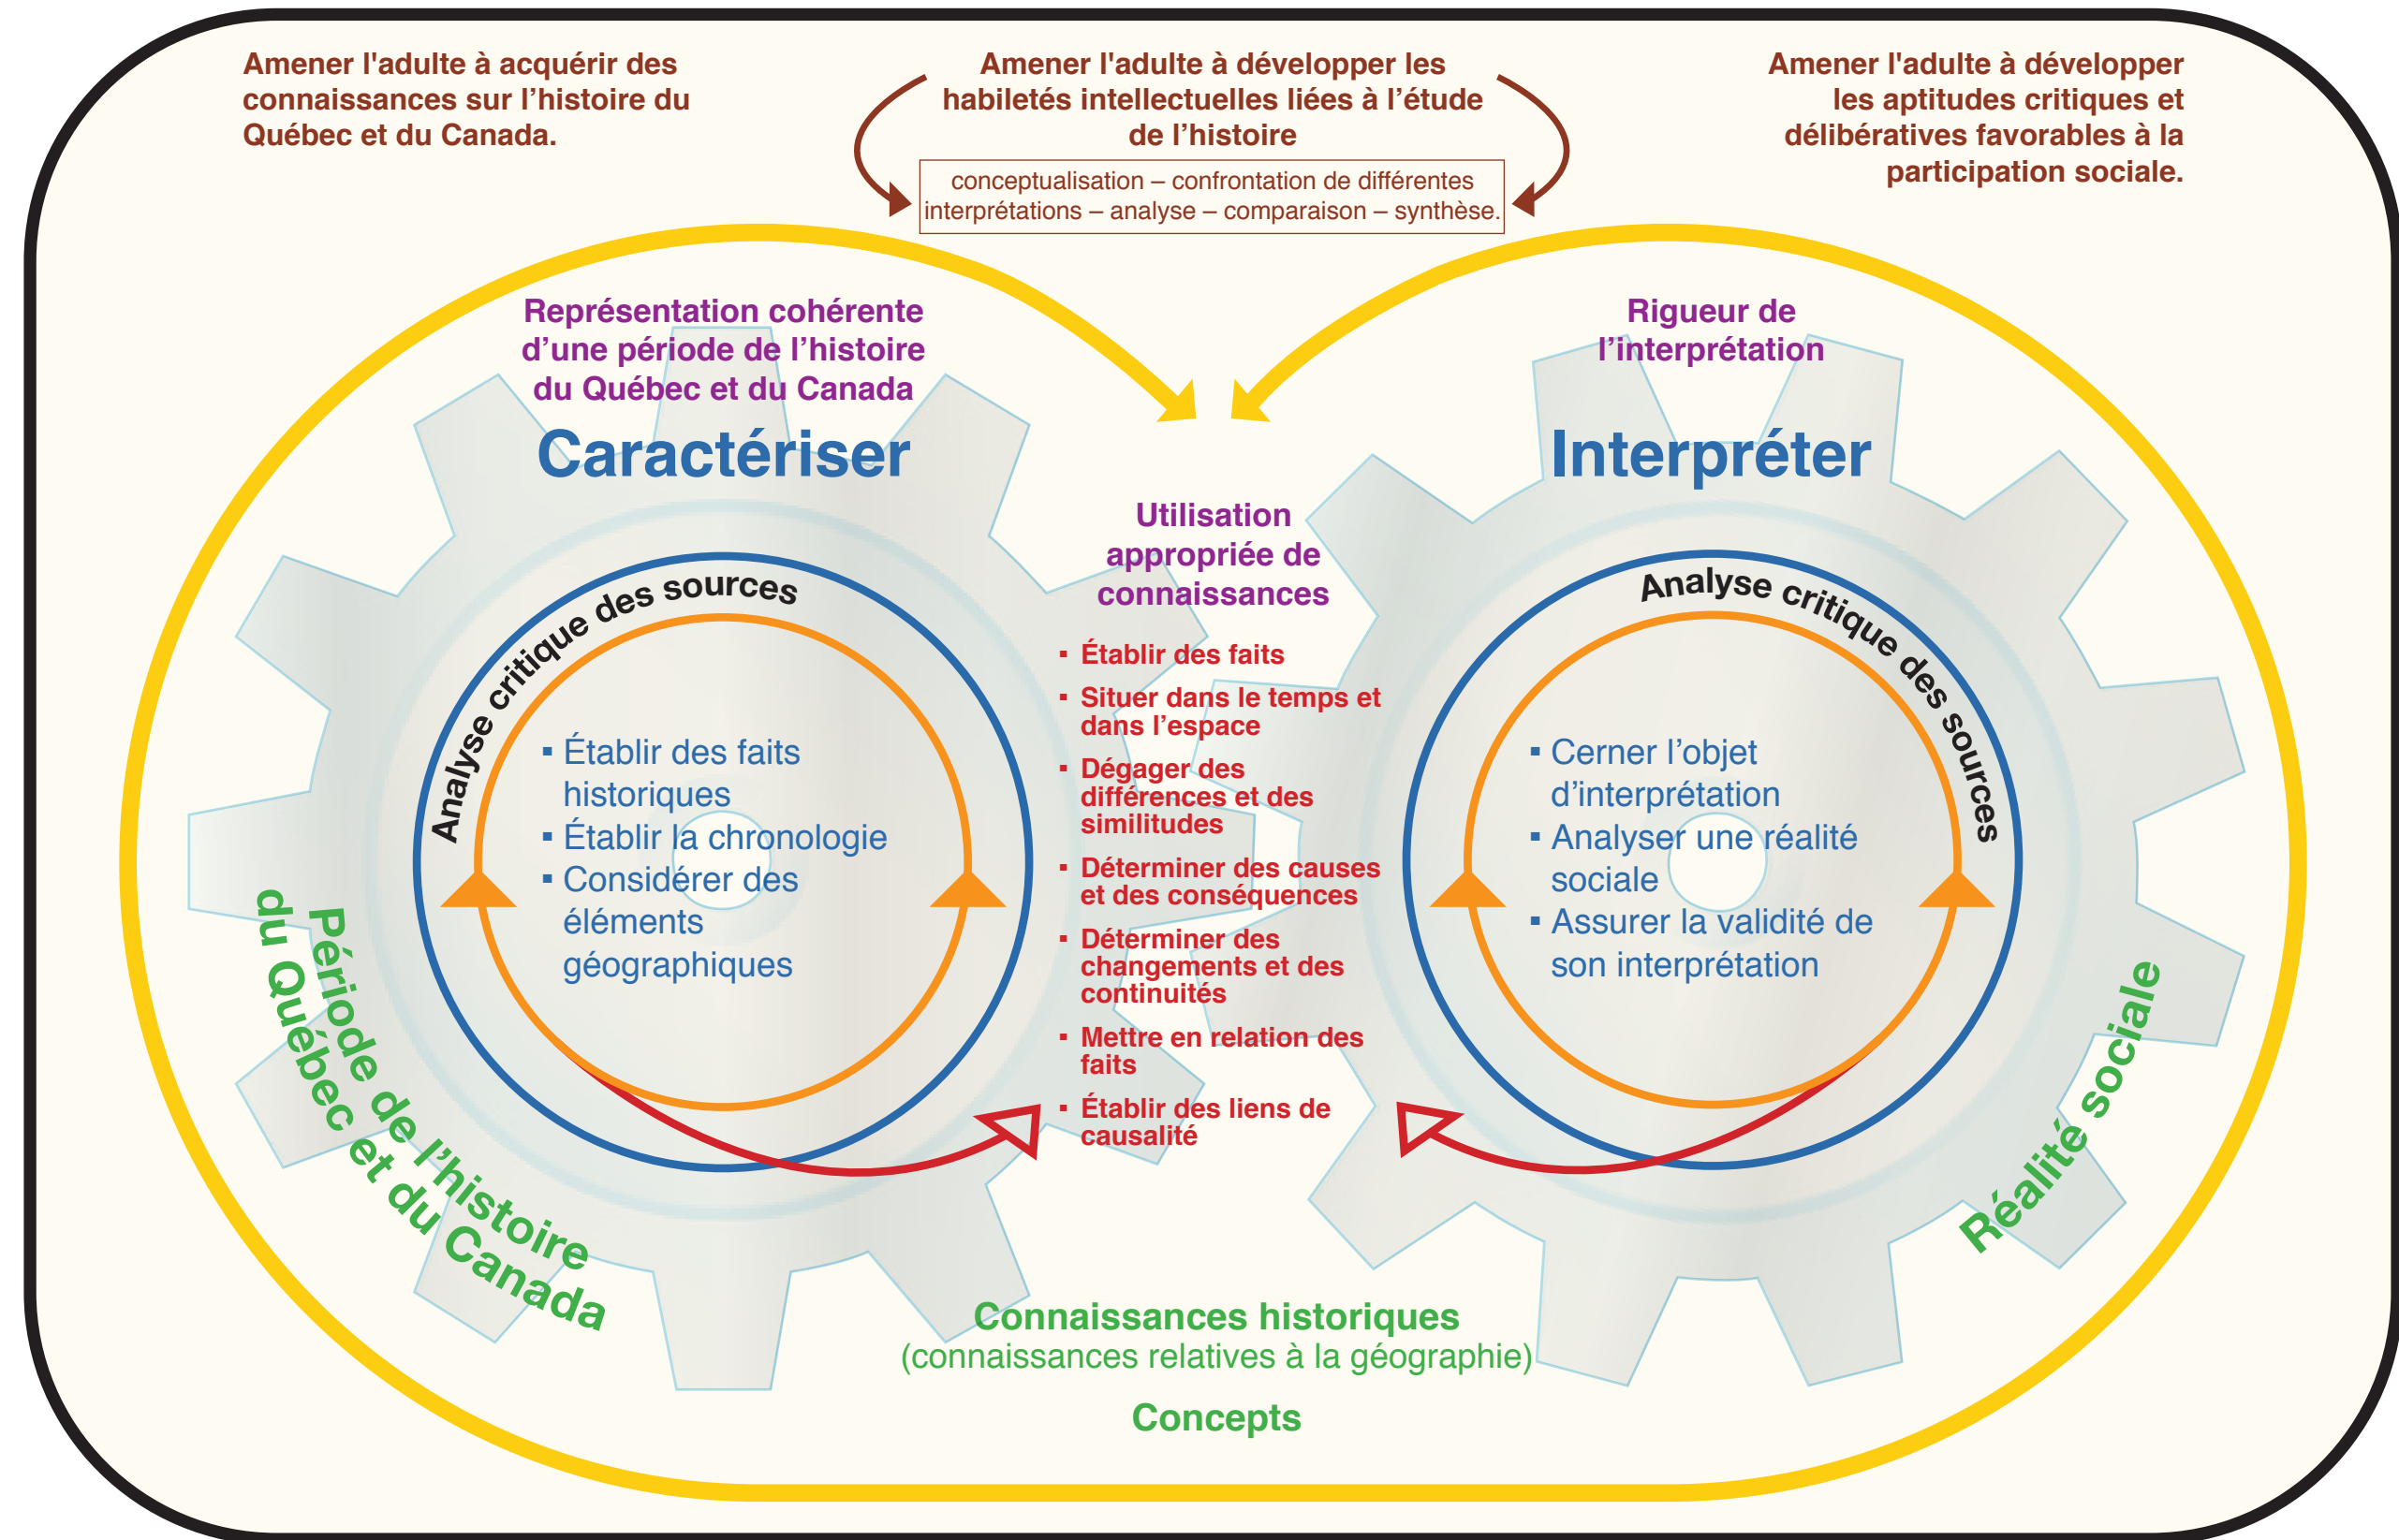 Amener l'adulte à acquérir des
connaissances sur l’histoire du
Québec et du Canada.
Amener l'adulte à développer les
habiletés intellectuelles liées à l’étude
de l’histoire
conceptualisation – confrontation de différentes
interprétations – analyse – comparaison – synthèse.
Amener l'adulte à développer
les aptitudes critiques et
délibératives favorables à la
participation sociale.
Représentation cohérente
d’une période de l’histoire
du Québec et du Canada
Caractériser
Analyse critique des sources
▪ Établir des faits
historiques
▪ Établir la chronologie
▪ Considérer des
éléments
géographiques
Période de l’histoire
du Québec et du Canada
Utilisation
appropriée de
connaissances
▪ Établir des faits
▪ Situer dans le temps et
dans l’espace
▪ Dégager des
différences et des
similitudes
▪ Déterminer des causes
et des conséquences
▪ Déterminer des
changements et des
continuités
▪ Mettre en relation des
faits
▪ Établir des liens de
causalité
Rigueur de
l’interprétation
Interpréter
Analyse critique des sources
▪ Cerner l’objet
d’interprétation
▪ Analyser une réalité
sociale
▪ Assurer la validité de
son interprétation
Réalité sociale
Connaissances historiques
(connaissances relatives à la géographie)
Concepts